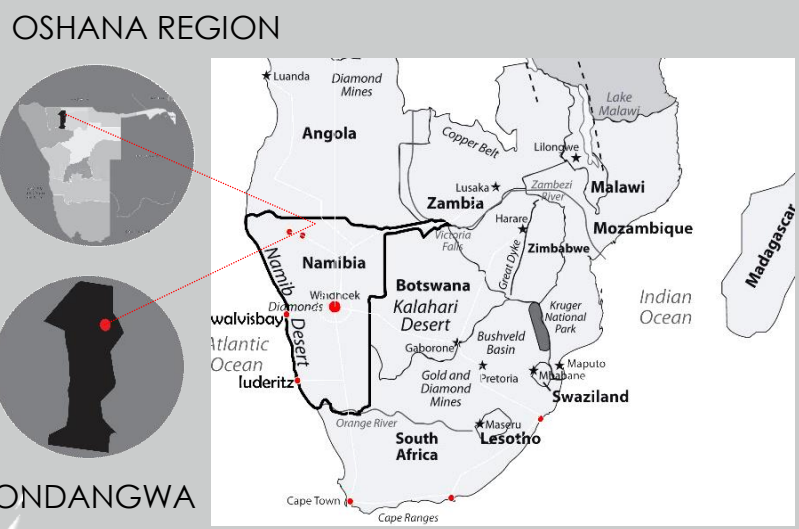 OSHANA REGION
Luanda
Diamond
Mines
Lake
Malawi
Angola
Copper Belt
Lilongwe
Lusaka
Zambia
Zambezi
River
Malawi
Harare
Mozambique
Victoria
Falls
Great Dyke
Zimbabwe
Madagascar
Namib
Desert
Namibia
Botswana
Kalahari
Desert
Diamonds
walvisbay
Atlantic
Ocean
luderitz
Indian
Ocean
Kruger
National
Park
Bushveld
Basin
Gaborone
Gold and
Diamond
Mines
Pretoria
Maputo
Mbabane
Swaziland
Orange River
Maseru
Lesotho
South
Africa
ONDANGWA
Cape Town
Cape Ranges